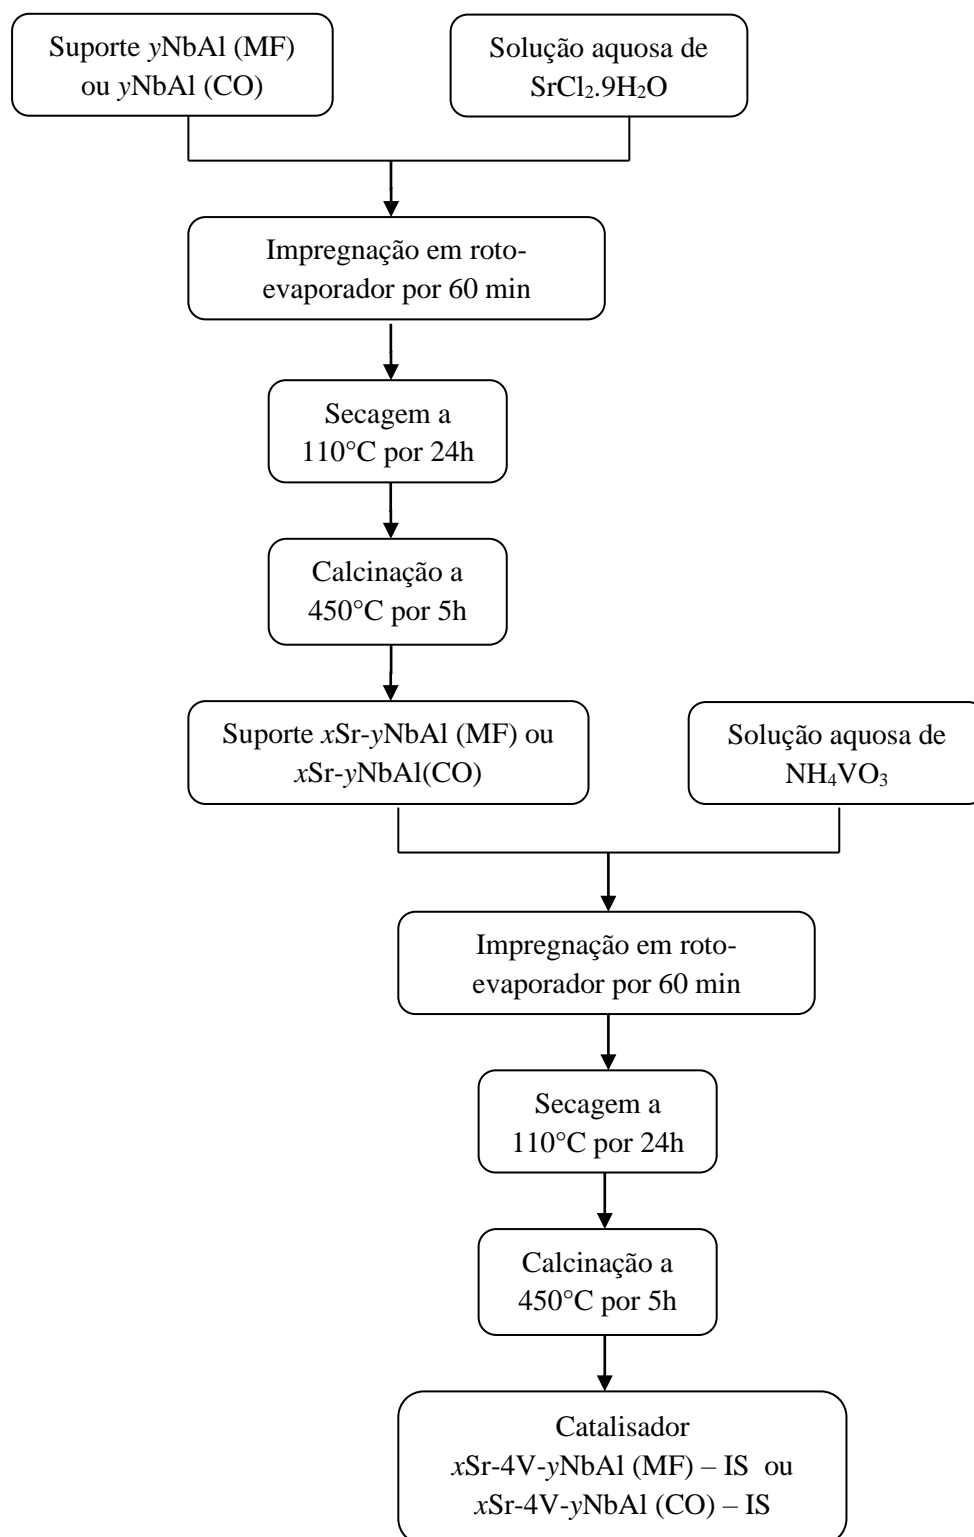 Suporte yNbAl (MF)
ou yNbAl (CO)
Solução aquosa de
SrCl₂.9H₂O
Impregnação em roto-
evaporador por 60 min
Secagem a
110°C por 24h
Calcinação a
450°C por 5h
Suporte xSr-yNbAl (MF) ou
xSr-yNbAl(CO)
Solução aquosa de
NH₄VO₃
Impregnação em roto-
evaporador por 60 min
Secagem a
110°C por 24h
Calcinação a
450°C por 5h
Catalisador
xSr-4V-yNbAl (MF) – IS ou
xSr-4V-yNbAl (CO) – IS